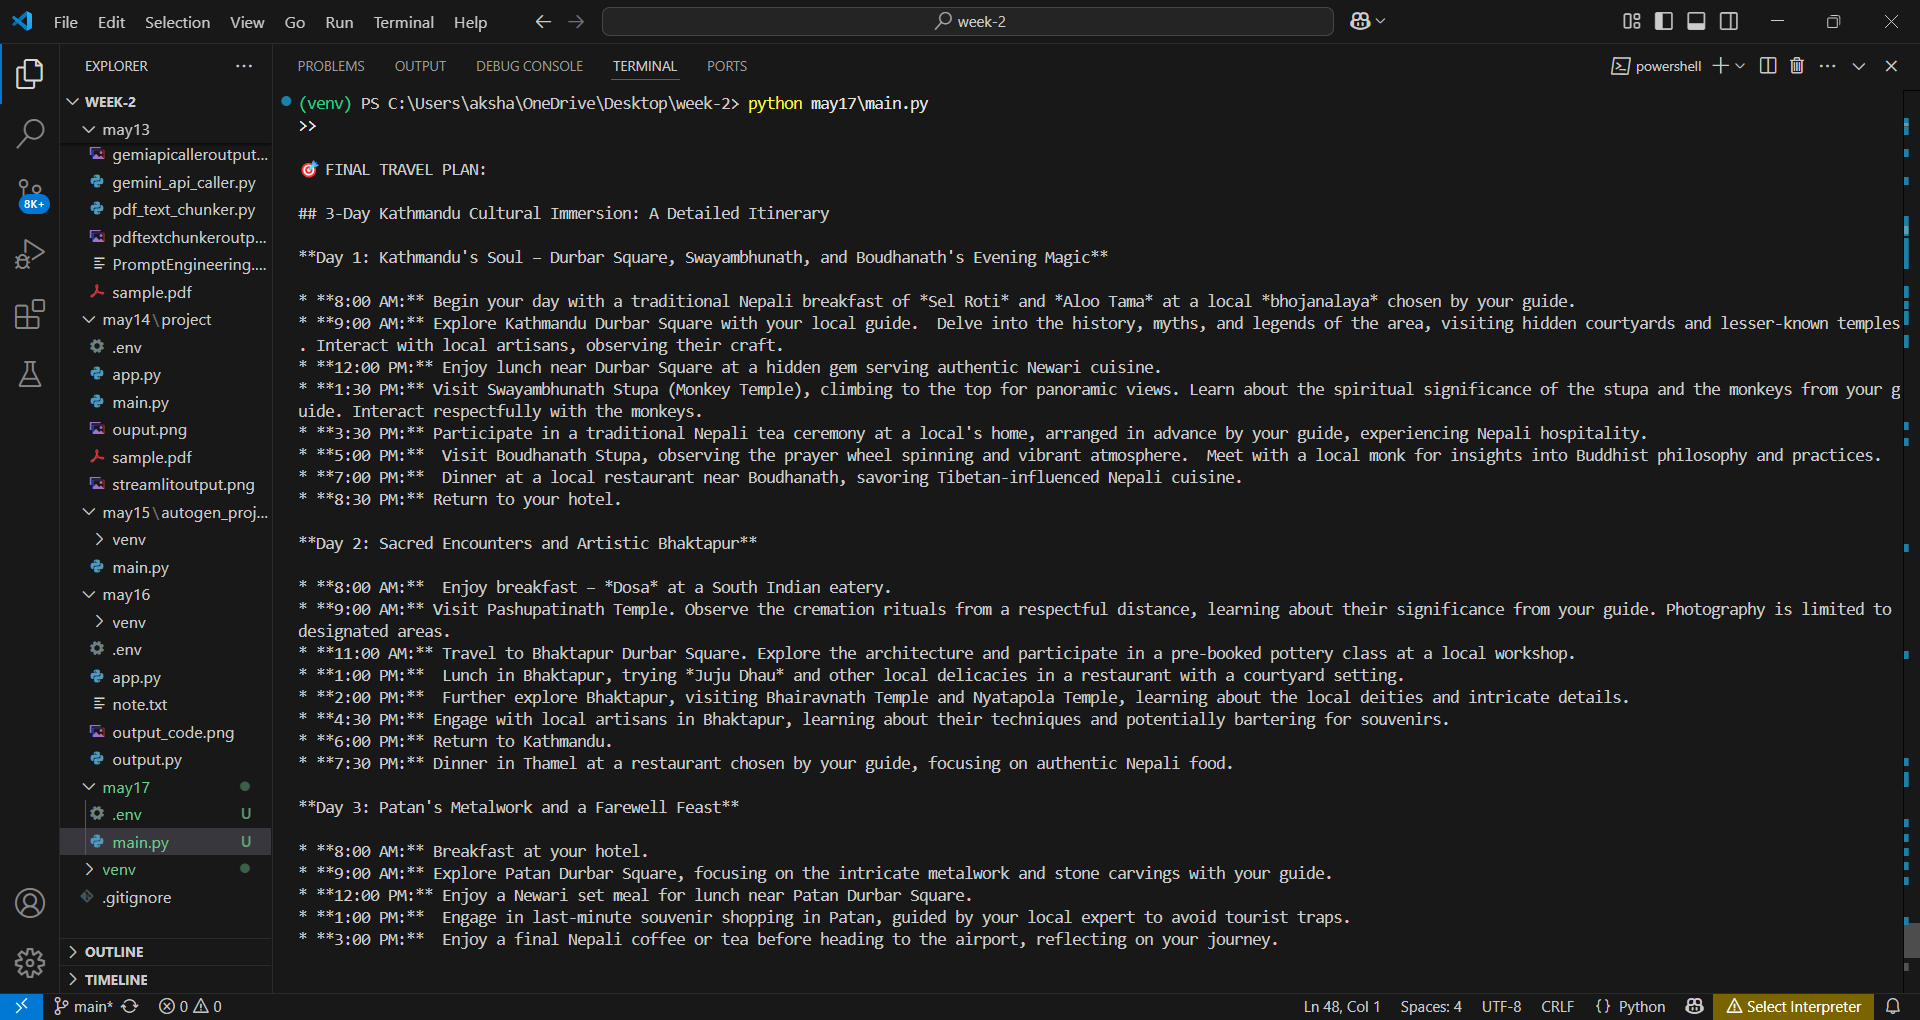 File Edit Selection View Go Run Terminal Help
week-2
EXPLORER
WEEK-2
may13
gemiapicalleroutput...
gemini_api_caller.py
pdf_text_chunker.py
pdftextchunkeroutp...
PromptEngineering....
sample.pdf
may14\project
.env
app.py
main.py
ouput.png
sample.pdf
streamlitoutput.png
may15\autogen_proj...
venv
main.py
may16
venv
.env
app.py
note.txt
output_code.png
output.py
may17
.env U
main.py U
venv
.gitignore
OUTLINE
TIMELINE
8K+
PROBLEMS OUTPUT DEBUG CONSOLE TERMINAL PORTS
powershell
(venv) PS C:\Users\aksha\OneDrive\Desktop\week-2> python may17\main.py
>>
🎯 FINAL TRAVEL PLAN:
## 3-Day Kathmandu Cultural Immersion: A Detailed Itinerary
**Day 1: Kathmandu's Soul – Durbar Square, Swayambhunath, and Boudhanath's Evening Magic**
* **8:00 AM:** Begin your day with a traditional Nepali breakfast of *Sel Roti* and *Aloo Tama* at a local *bhojanalaya* chosen by your guide.
* **9:00 AM:** Explore Kathmandu Durbar Square with your local guide.  Delve into the history, myths, and legends of the area, visiting hidden courtyards and lesser-known temples
. Interact with local artisans, observing their craft.
* **12:00 PM:** Enjoy lunch near Durbar Square at a hidden gem serving authentic Newari cuisine.
* **1:30 PM:** Visit Swayambhunath Stupa (Monkey Temple), climbing to the top for panoramic views. Learn about the spiritual significance of the stupa and the monkeys from your g
uide. Interact respectfully with the monkeys.
* **3:30 PM:** Participate in a traditional Nepali tea ceremony at a local's home, arranged in advance by your guide, experiencing Nepali hospitality.
* **5:00 PM:**  Visit Boudhanath Stupa, observing the prayer wheel spinning and vibrant atmosphere.  Meet with a local monk for insights into Buddhist philosophy and practices.
* **7:00 PM:**  Dinner at a local restaurant near Boudhanath, savoring Tibetan-influenced Nepali cuisine.
* **8:30 PM:** Return to your hotel.
**Day 2: Sacred Encounters and Artistic Bhaktapur**
* **8:00 AM:**  Enjoy breakfast – *Dosa* at a South Indian eatery.
* **9:00 AM:** Visit Pashupatinath Temple. Observe the cremation rituals from a respectful distance, learning about their significance from your guide. Photography is limited to
designated areas.
* **11:00 AM:** Travel to Bhaktapur Durbar Square. Explore the architecture and participate in a pre-booked pottery class at a local workshop.
* **1:00 PM:**  Lunch in Bhaktapur, trying *Juju Dhau* and other local delicacies in a restaurant with a courtyard setting.
* **2:00 PM:**  Further explore Bhaktapur, visiting Bhairavnath Temple and Nyatapola Temple, learning about the local deities and intricate details.
* **4:30 PM:** Engage with local artisans in Bhaktapur, learning about their techniques and potentially bartering for souvenirs.
* **6:00 PM:** Return to Kathmandu.
* **7:30 PM:** Dinner in Thamel at a restaurant chosen by your guide, focusing on authentic Nepali food.
**Day 3: Patan's Metalwork and a Farewell Feast**
* **8:00 AM:** Breakfast at your hotel.
* **9:00 AM:** Explore Patan Durbar Square, focusing on the intricate metalwork and stone carvings with your guide.
* **12:00 PM:** Enjoy a Newari set meal for lunch near Patan Durbar Square.
* **1:00 PM:**  Engage in last-minute souvenir shopping in Patan, guided by your local expert to avoid tourist traps.
* **3:00 PM:**  Enjoy a final Nepali coffee or tea before heading to the airport, reflecting on your journey.
main* 0 0 Ln 48, Col 1 Spaces: 4 UTF-8 CRLF {} Python Select Interpreter